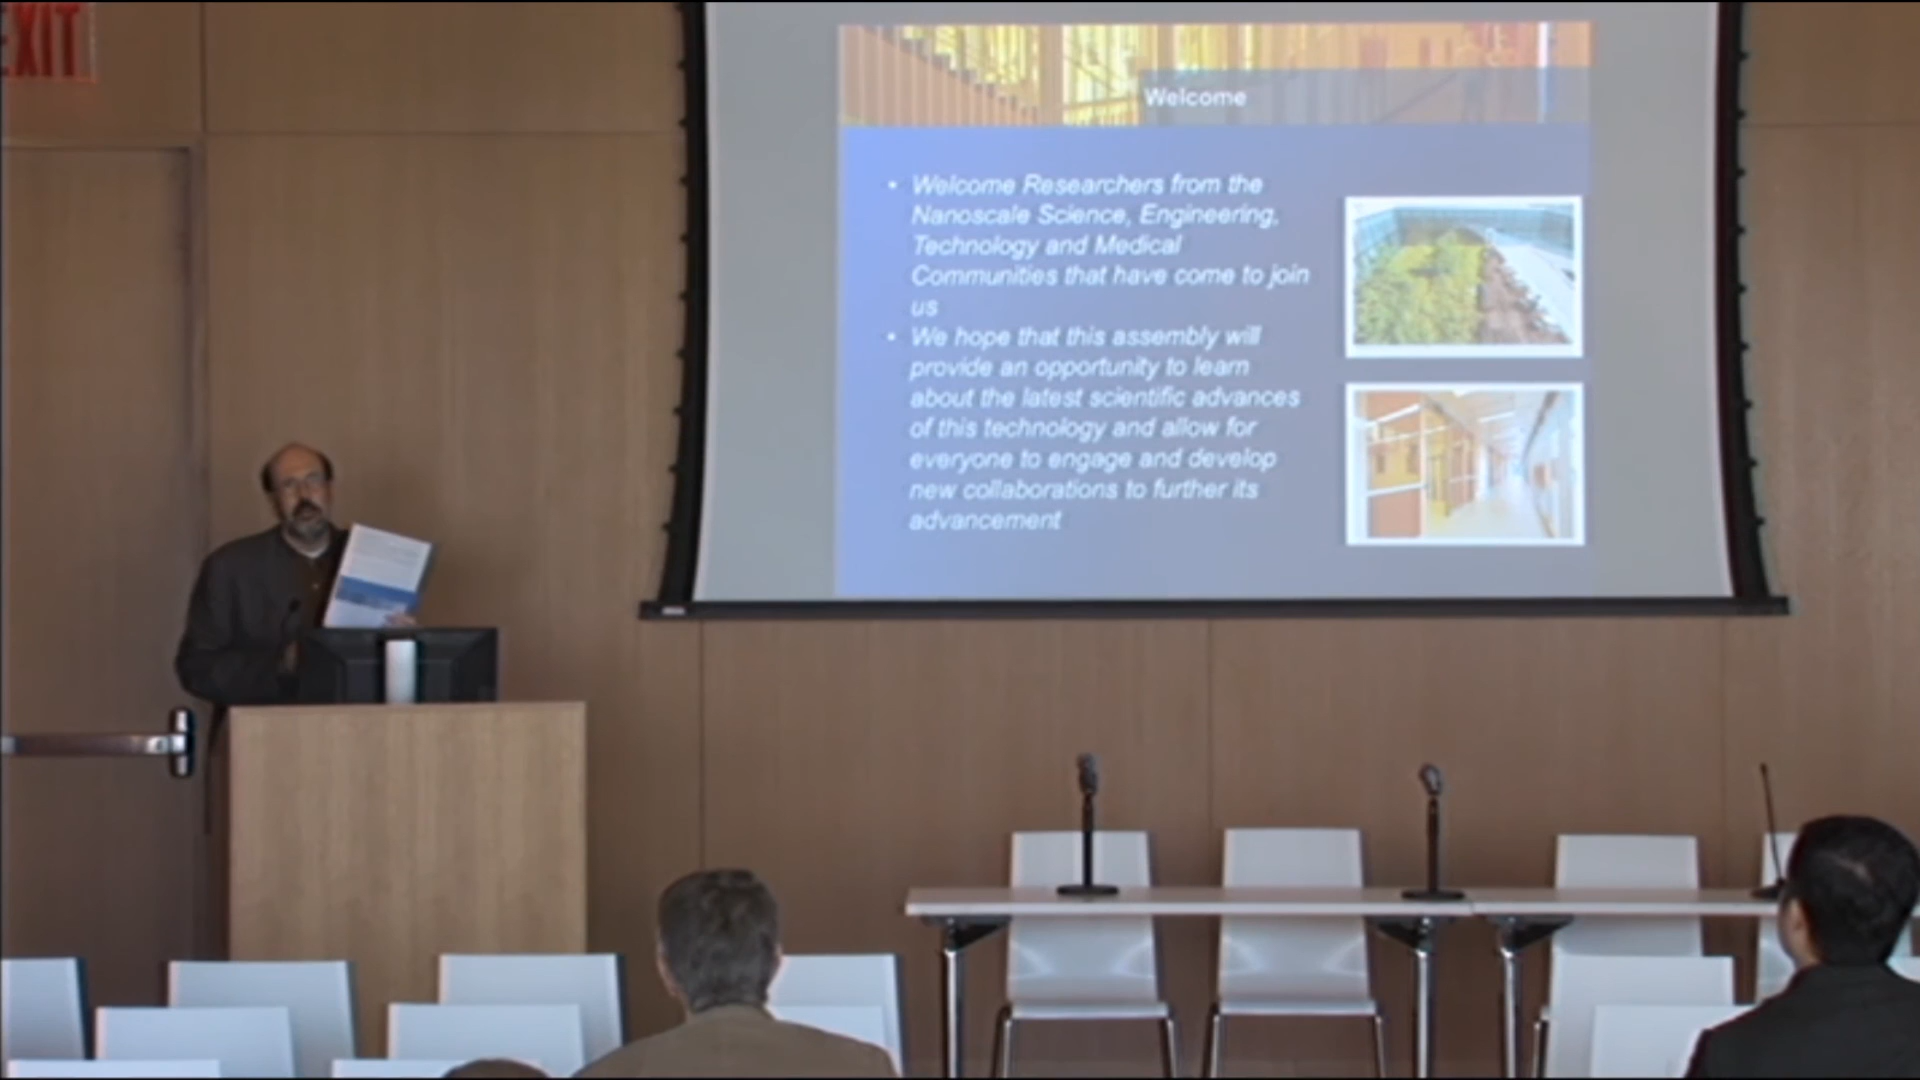 EXIT
Welcome
• Welcome Researchers from the
Nanoscale Science, Engineering,
Technology and Medical
Communities that have come to join
us
• We hope that this assembly will
provide an opportunity to learn
about the latest scientific advances
of this technology and allow for
everyone to engage and develop
new collaborations to further its
advancement